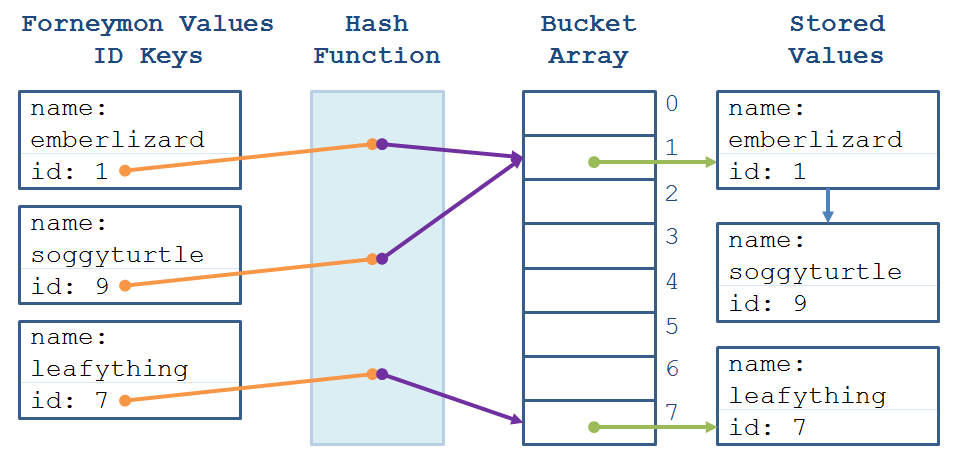 Forneymon Values
ID Keys
Hash
Function
Bucket
Array
Stored
Values
name:
emberlizard
id: 1
name:
soggyturtle
id: 9
name:
leafything
id: 7
0
1
2
3
4
5
6
7
name:
emberlizard
id: 1
name:
soggyturtle
id: 9
name:
leafything
id: 7